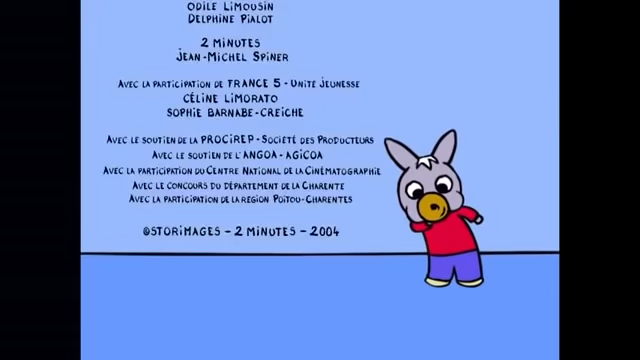 ODILE LIMOUSIN
DELPHINE PIALOT
2 MINUTES
JEAN-MICHEL SPINER
AVEC LA PARTICIPATION DE FRANCE 5 - UNITÉ JEUNESSE
CÉLINE LIMORATO
SOPHIE BARNABE-CREICHE
AVEC LE SOUTIEN DE LA PROCIREP - SOCIÉTÉ DES PRODUCTEURS
AVEC LE SOUTIEN DE L'ANGOA - AGICOA
AVEC LA PARTICIPATION DU CENTRE NATIONAL DE LA CINÉMATOGRAPHIE
AVEC LE CONCOURS DU DÉPARTEMENT DE LA CHARENTE
AVEC LA PARTICIPATION DE LA RÉGION POITOU-CHARENTES
@STORIMAGES - 2 MINUTES - 2004